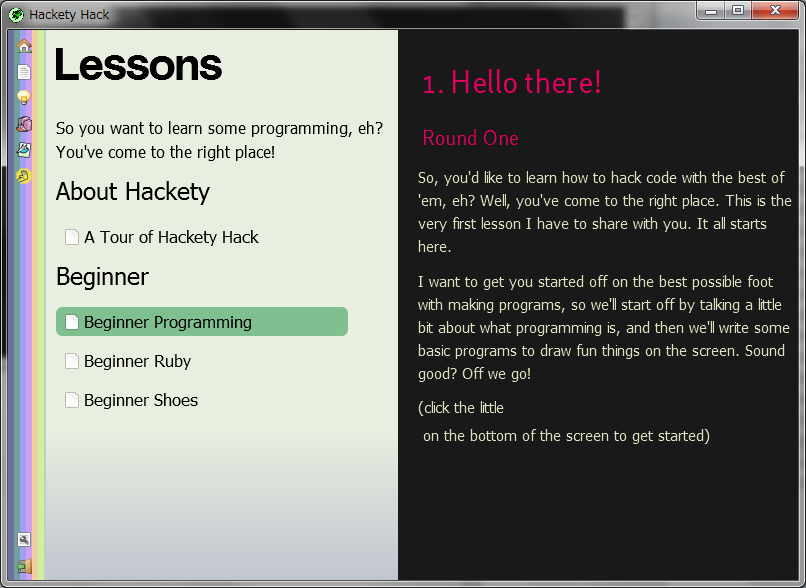 Hackety Hack
Lessons
So you want to learn some programming, eh?
You've come to the right place!
About Hackety
A Tour of Hackety Hack
Beginner
Beginner Programming
Beginner Ruby
Beginner Shoes
1. Hello there!
Round One
So, you'd like to learn how to hack code with the best of
'em, eh? Well, you've come to the right place. This is the
very first lesson I have to share with you. It all starts
here.
I want to get you started off on the best possible foot
with making programs, so we'll start off by talking a little
bit about what programming is, and then we'll write some
basic programs to draw fun things on the screen. Sound
good? Off we go!
(click the little
on the bottom of the screen to get started)